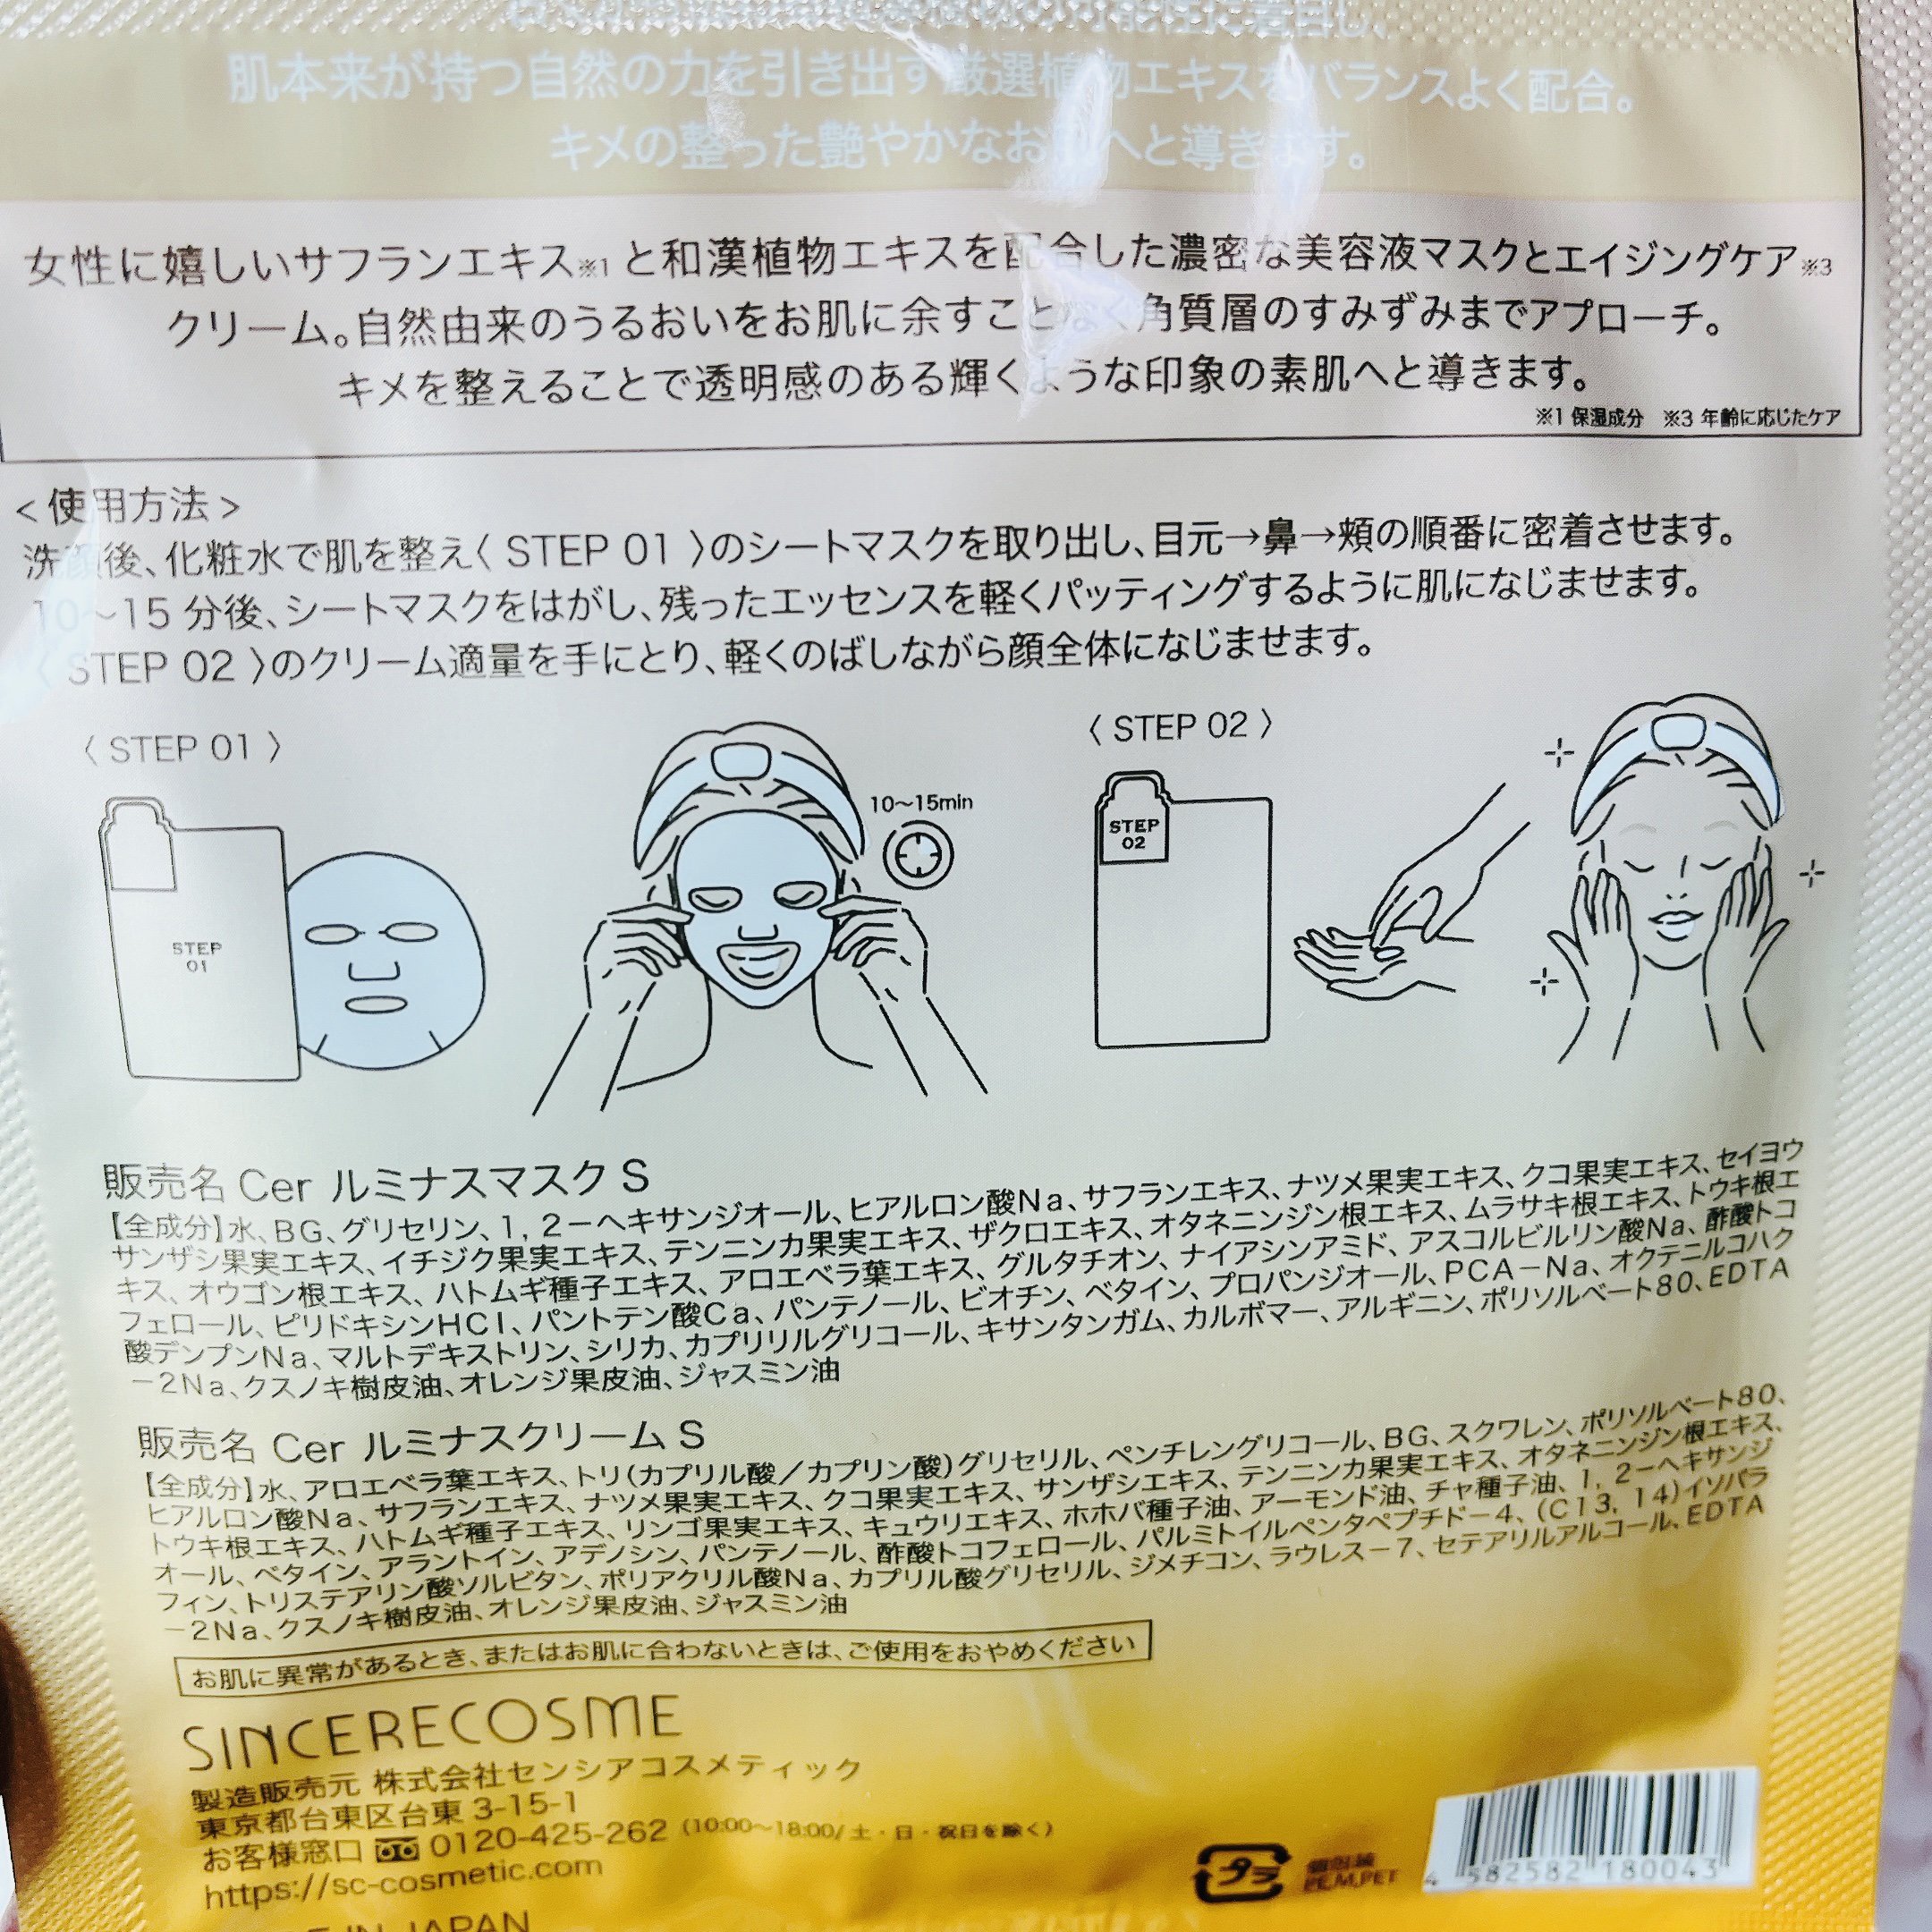 肌本来が持つ自然の力を引き出す厳選植物エキスをバランスよく配合。
キメの整った艶やかなお肌へと導きます。
女性に嬉しいサフランエキス※1と和漢植物エキスを配合した濃密な美容液マスクとエイジングケア※3
クリーム。自然由来のうるおいをお肌に余すことなく角質層のすみずみまでアプローチ。
キメを整えることで透明感のある輝くような印象の素肌へと導きます。
※1 保湿成分 ※3 年齢に応じたケア
＜使用方法＞
洗顔後、化粧水で肌を整え〈 STEP 01 〉のシートマスクを取り出し、目元→鼻→頬の順番に密着させます。
10～15 分後、シートマスクをはがし、残ったエッセンスを軽くパッティングするように肌になじませます。
〈 STEP 02 〉のクリーム適量を手にとり、軽くのばしながら顔全体になじませます。
〈 STEP 01 〉
10～15min
STEP
01
〈 STEP 02 〉
STEP
02
販売名 Cer ルミナスマスク S
【全成分】水、BG、グリセリン、1，2－ヘキサンジオール、ヒアルロン酸Na、サフランエキス、ナツメ果実エキス、クコ果実エキス、セイヨウ
サンザシ果実エキス、イチジク果実エキス、テンニンカ果実エキス、ザクロエキス、オタネニンジン根エキス、ムラサキ根エキス、トウキ根エ
キス、オウゴン根エキス、ハトムギ種子エキス、アロエベラ葉エキス、グルタチオン、ナイアシンアミド、アスコルビルリン酸Na、酢酸トコ
フェロール、ピリドキシンHCl、パントテン酸Ca、パンテノール、ビオチン、ベタイン、プロパンジオール、PCA－Na、オクテニルコハク
酸デンプンNa、マルトデキストリン、シリカ、カプリリルグリコール、キサンタンガム、カルボマー、アルギニン、ポリソルベート80、EDTA
－2Na、クスノキ樹皮油、オレンジ果皮油、ジャスミン油
販売名 Cer ルミナスクリーム S
【全成分】水、アロエベラ葉エキス、トリ（カプリル酸／カプリン酸）グリセリル、ペンチレングリコール、BG、スクワレン、ポリソルベート80、
ヒアルロン酸Na、サフランエキス、ナツメ果実エキス、クコ果実エキス、サンザシエキス、テンニンカ果実エキス、オタネニンジン根エキス、
トウキ根エキス、ハトムギ種子エキス、リンゴ果実エキス、キュウリエキス、ホホバ種子油、アーモンド油、チャ種子油、1，2－ヘキサンジ
オール、ベタイン、アラントイン、アデノシン、パンテノール、酢酸トコフェロール、パルミトイルペンタペプチド－4、（C13，14）イソパラ
フィン、トリステアリン酸ソルビタン、ポリアクリル酸Na、カプリル酸グリセリル、ジメチコン、ラウレス－7、セテアリルアルコール、EDTA
－2Na、クスノキ樹皮油、オレンジ果皮油、ジャスミン油
お肌に異常があるとき、またはお肌に合わないときは、ご使用をおやめください
SINCERECOSME
製造販売元 株式会社センシアコスメティック
東京都台東区台東 3-15-1
お客様窓口 0120-425-262 (10:00～18:00/ 土・日・祝日を除く)
https://sc-cosmetic.com
プラ
個包装
PE,M,PET
4 582582 180043
IN JAPAN